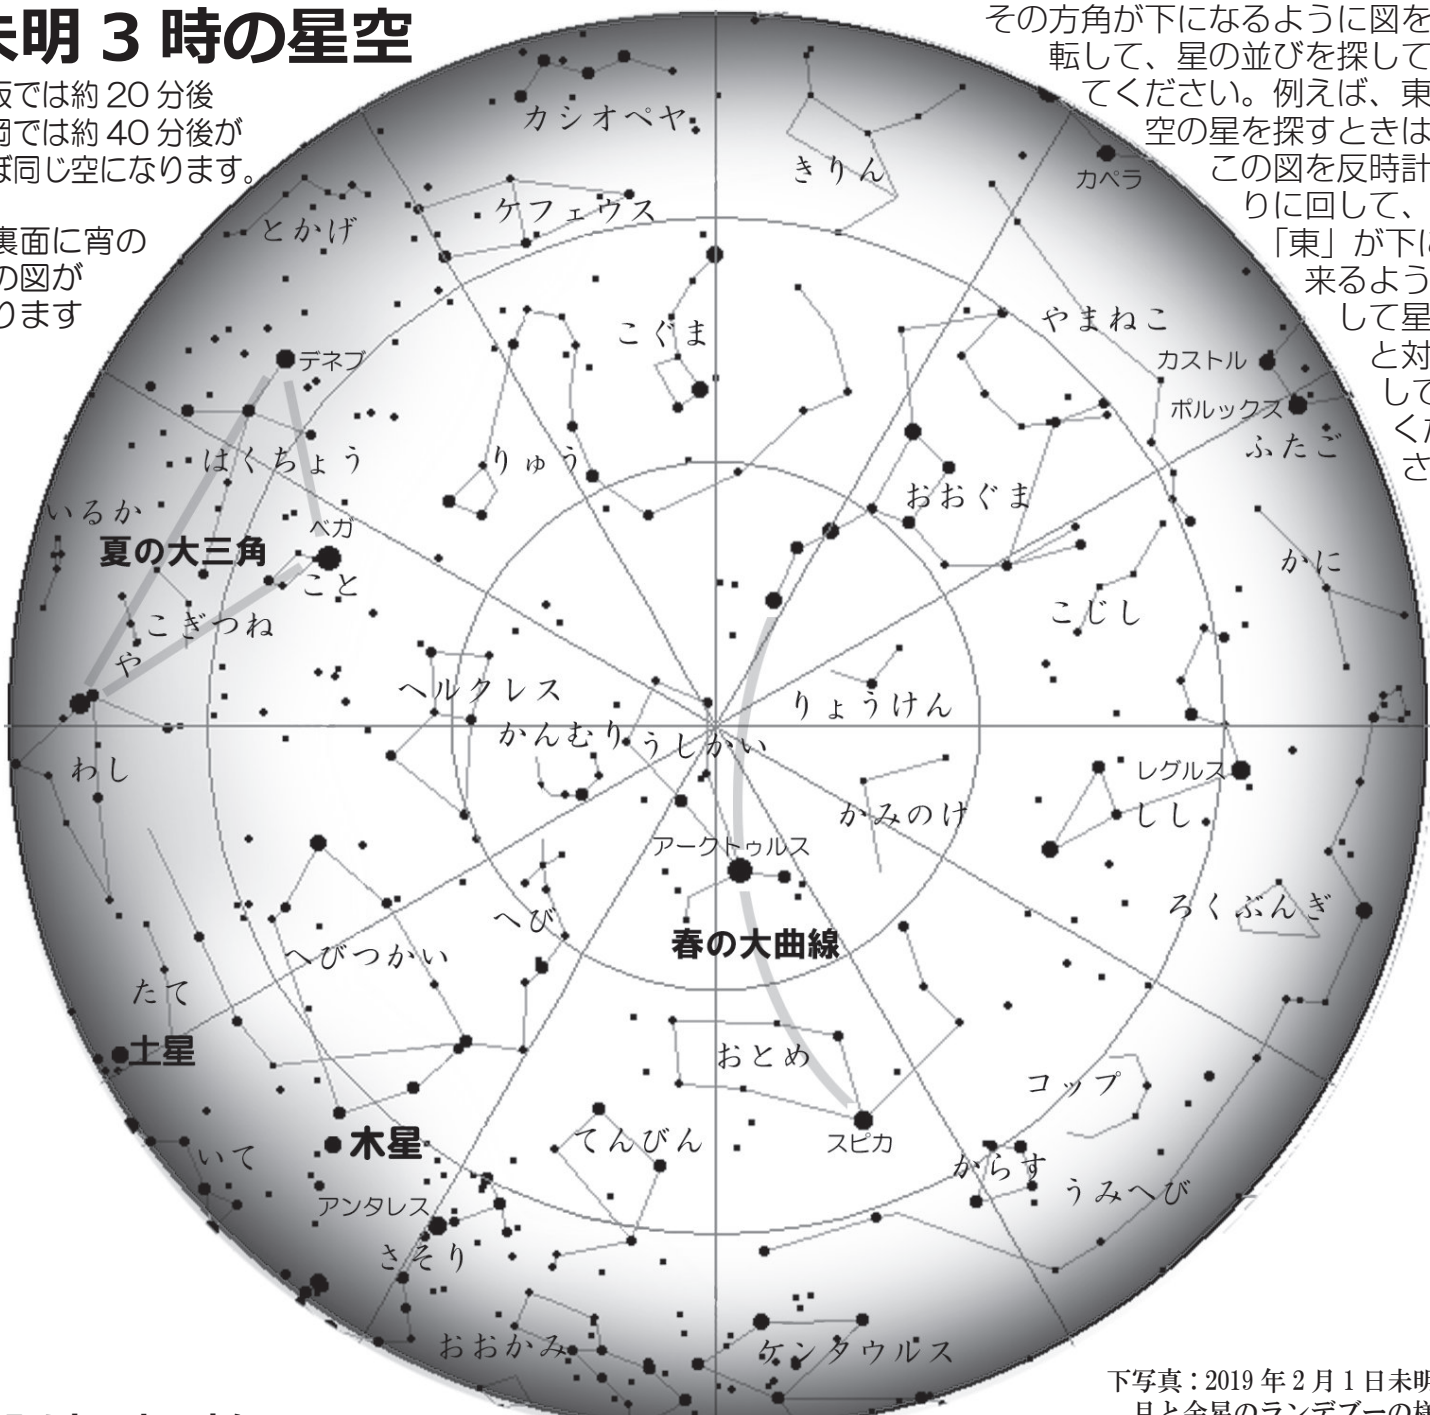 未明 3 時の星空
阪では約 20 分後
岡では約 40 分後が
ぼ同じ空になります。
裏面に宵の
の図が
ります
その方角が下になるように図を
転して、星の並びを探して
てください。例えば、東
空の星を探すときは
この図を反時計
りに回して、
「東」が下に
来るよう
して星
と対
して
くだ
さ
カシオペヤ
きりん
カペラ
とかげ
ケフェウス
こぐま
やまねこ
カストル
ポルックス
ふたご
デネブ
はくちょう
りゅう
おおぐま
いるか
ベガ
夏の大三角
こと
かに
こぎつね
こじし
や
ヘルクレス
りょうけん
かんむり
うしかい
わし
レグルス
かみのけ
しし
アークトゥルス
ろくぶんぎ
へび
春の大曲線
へびつかい
たて
土星
おとめ
コップ
木星
てんびん
スピカ
いて
からす
うみへび
アンタレス
さそり
おおかみ
ケンタウルス
下写真：2019 年 2 月 1 日未明
月と金星のランデブーの様